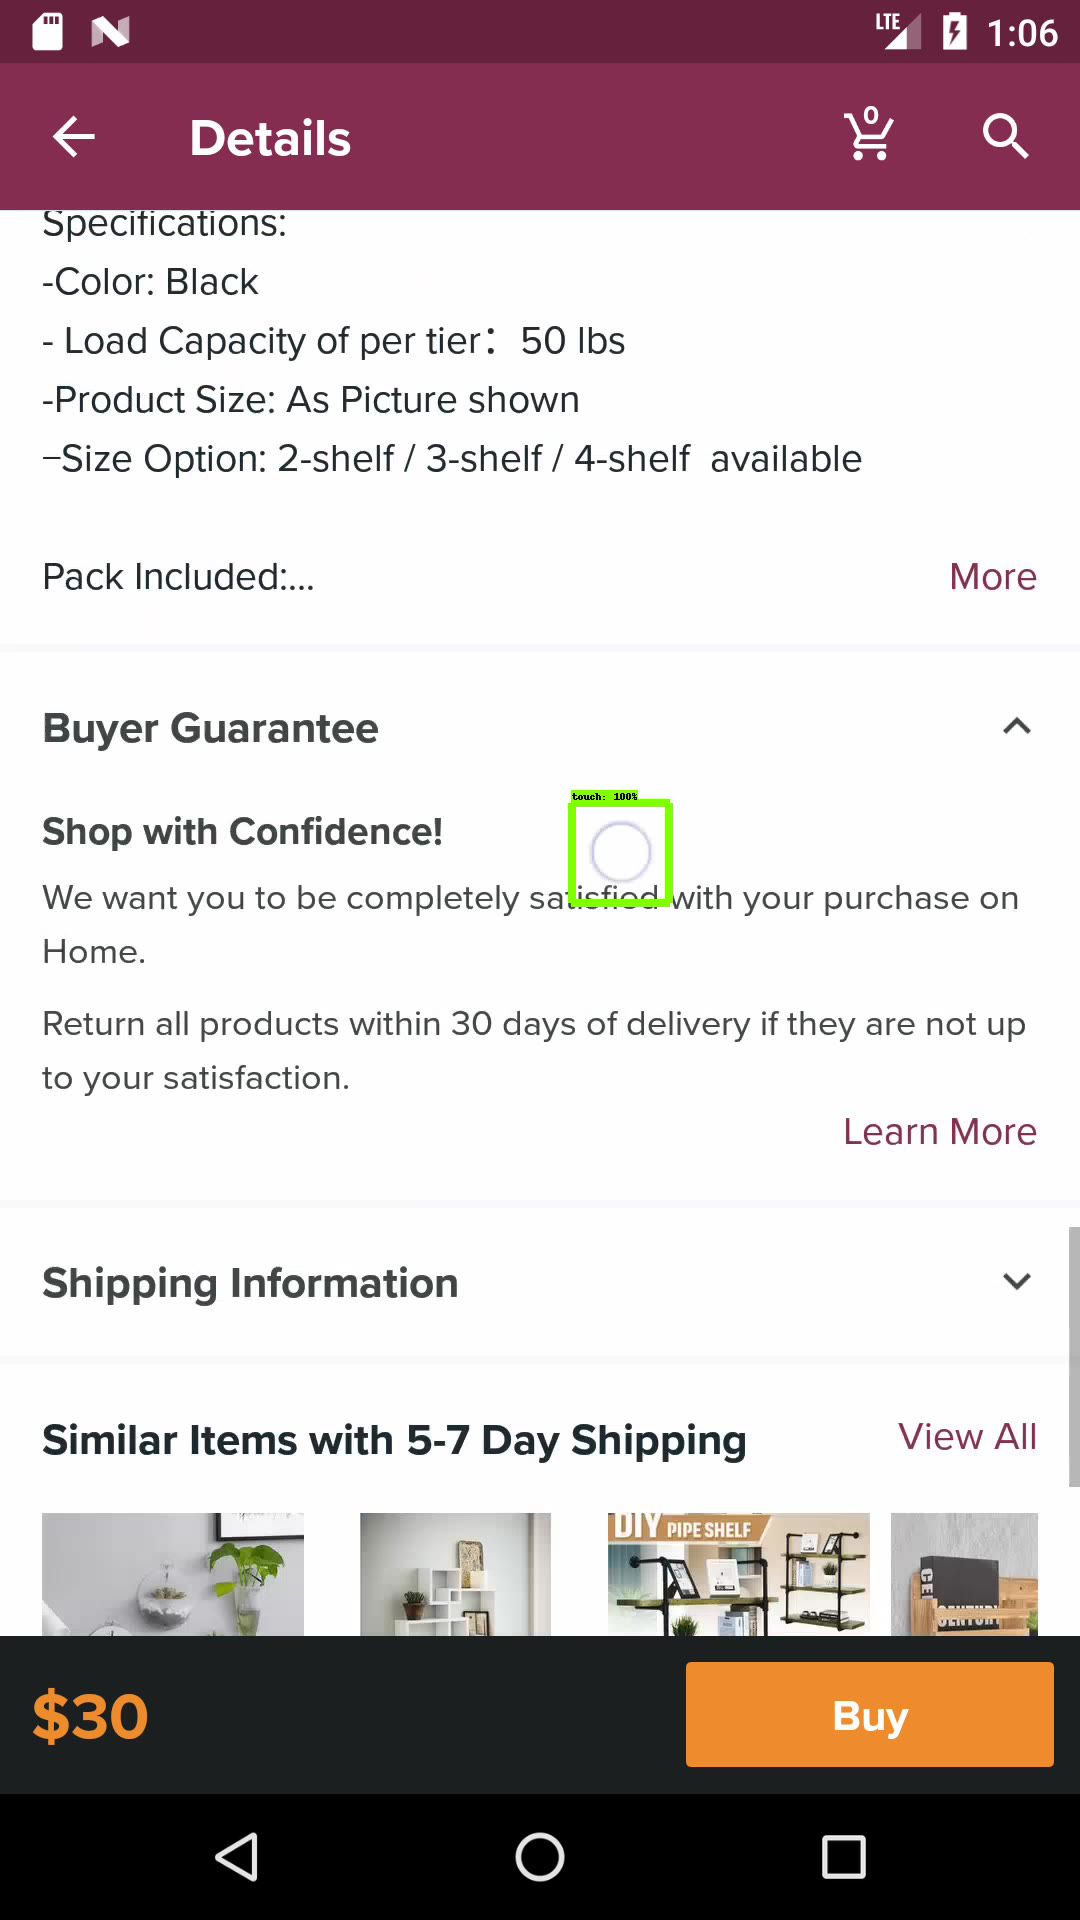 LTE 1:06
Details
0
Specifications:
-Color: Black
- Load Capacity of per tier： 50 lbs
-Product Size: As Picture shown
–Size Option: 2-shelf / 3-shelf / 4-shelf  available
Pack Included:... More
Buyer Guarantee
touch: 100%
Shop with Confidence!
We want you to be completely satisfied with your purchase on
Home.
Return all products within 30 days of delivery if they are not up
to your satisfaction.
Learn More
Shipping Information
Similar Items with 5-7 Day Shipping View All
DIY PIPE SHELF
$30 Buy